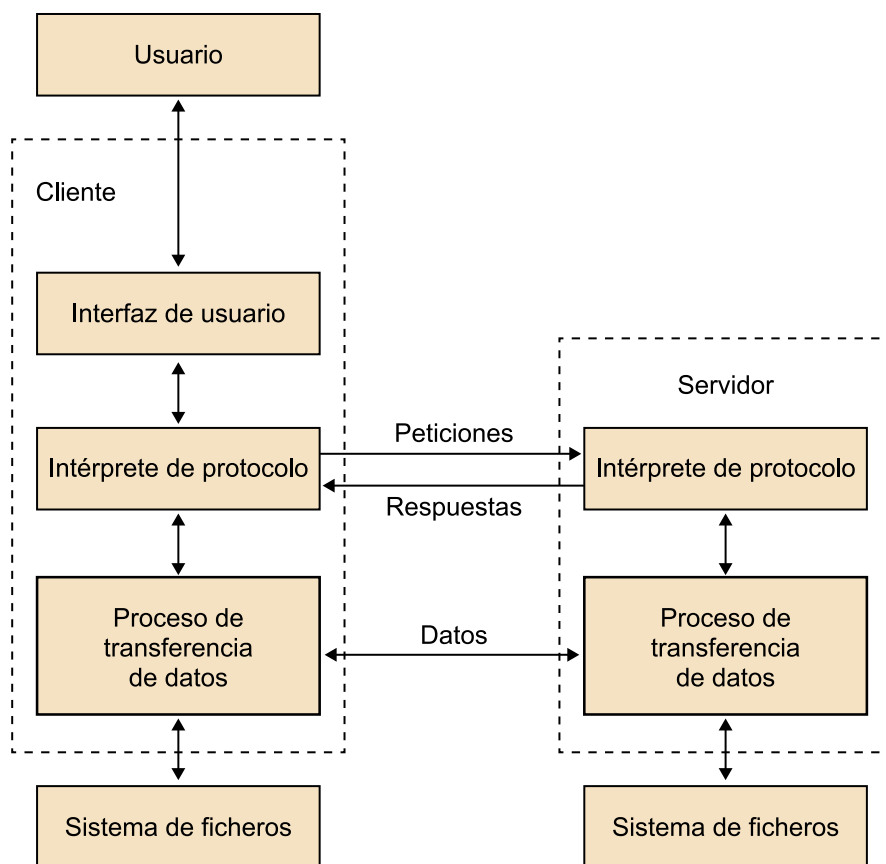 Usuario
Cliente
Interfaz de usuario
Servidor
Peticiones
Intérprete de protocolo
Intérprete de protocolo
Respuestas
Proceso de
transferencia
de datos
Datos
Proceso de
transferencia
de datos
Sistema de ficheros
Sistema de ficheros